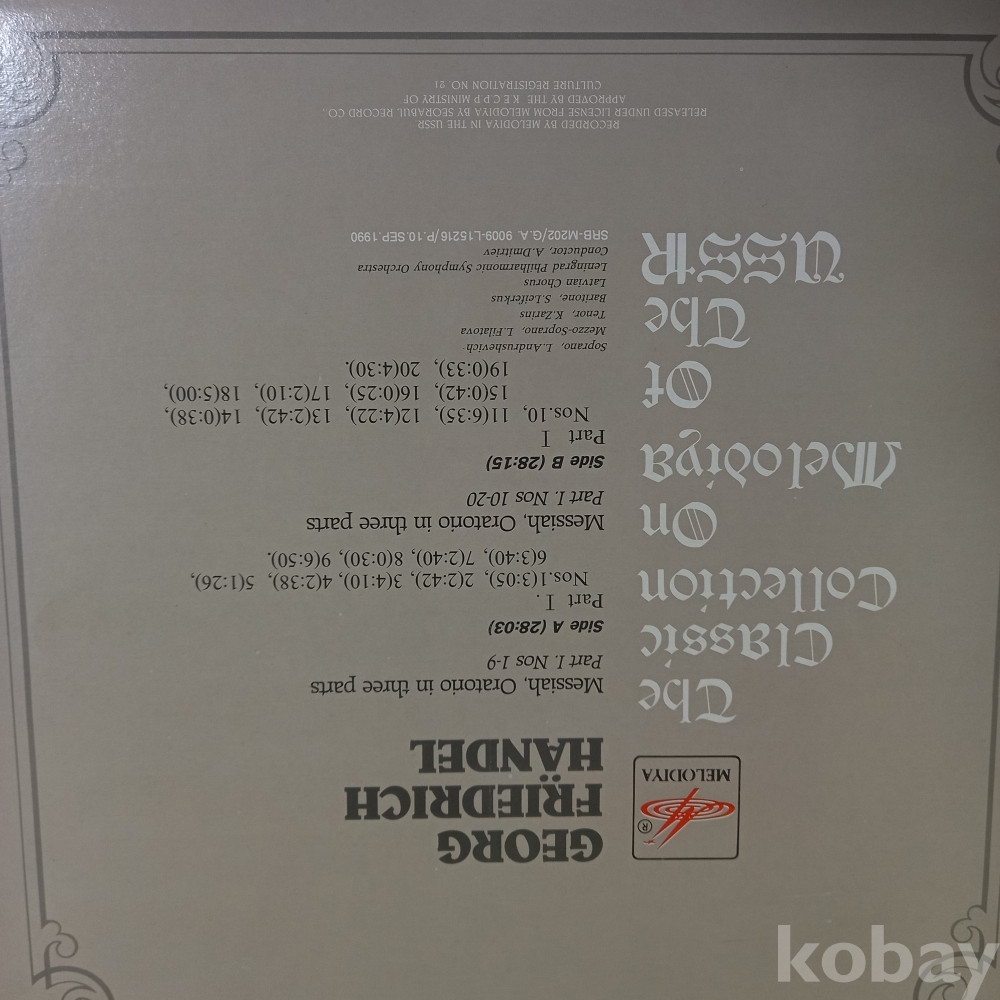 MELODIYA
®
GEORG
FRIEDRICH
HÄNDEL
The
Classic
Collection
On
Melodiya
Of
The
USSR
Messiah, Oratorio in three parts
Part I. Nos 1-9
Side A (28:03)
Part I.
Nos.1(3:05), 2(2:42), 3(4:10), 4(2:38), 5(1:26),
6(3:40), 7(2:40), 8(0:30), 9(6:50).
Messiah, Oratorio in three parts
Part I. Nos 10-20
Side B (28:15)
Part I
Nos.10, 11(6:35), 12(4:22), 13(2:42), 14(0:38),
15(0:42), 16(0:25), 17(2:10), 18(5:00),
19(0:33), 20(4:30).
Soprano, L.Andrushevich
Mezzo-Soprano, L.Filatova
Tenor, K.Zarins
Baritone, S.Leiferkus
Latvian Chorus
Leningrad Philharmonic Symphony Orchestra
Conductor, A.Dmitriev
SRB-M202/G.A. 9009-L15216/P.10.SEP.1990
RECORDED BY MELODIYA IN THE USSR
RELEASED UNDER LICENSE FROM MELODIYA BY SEORABUL RECORD CO.,
APPROVED BY THE K.E.C.P.P MINISTRY OF
CULTURE REGISTRATION NO 21
kobay